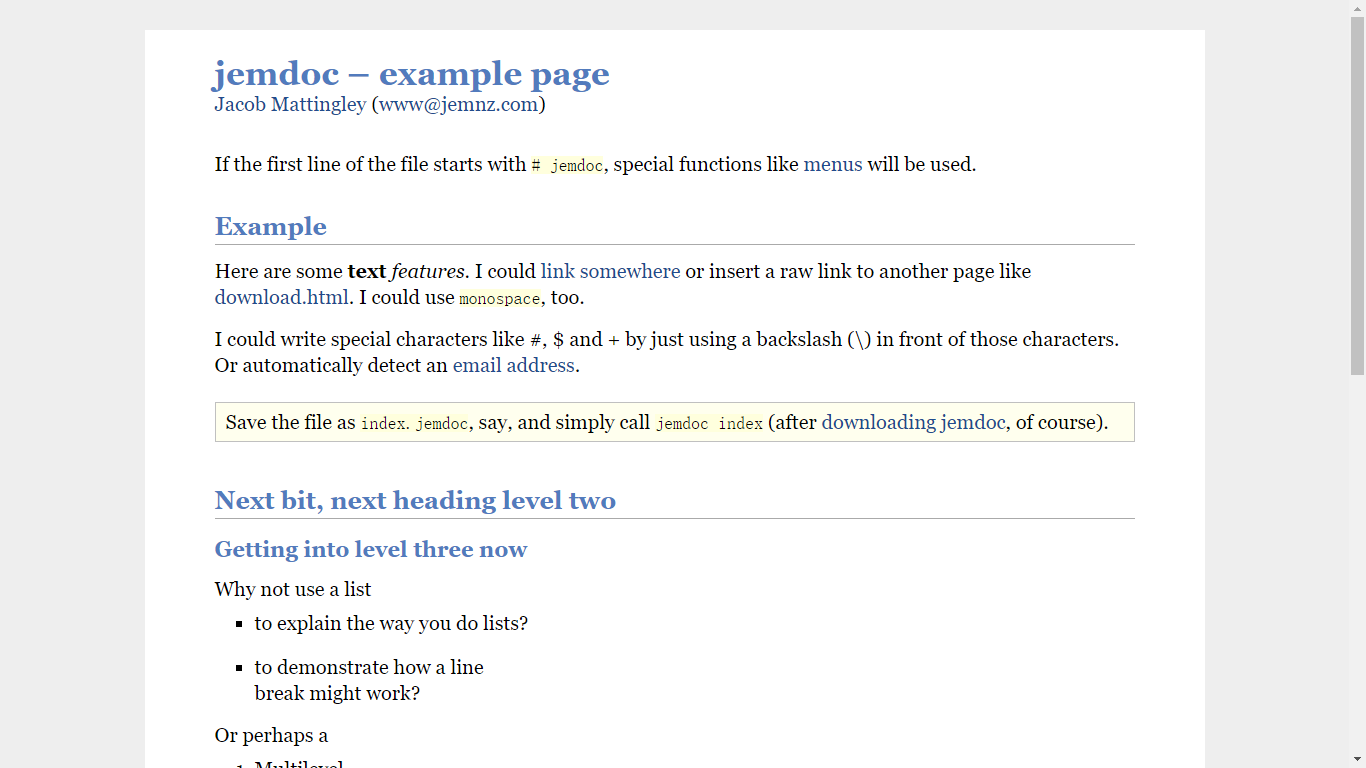 jemdoc – example page
Jacob Mattingley (www@jemnz.com)
If the first line of the file starts with # jemdoc, special functions like menus will be used.
Example
Here are some text features. I could link somewhere or insert a raw link to another page like
download.html. I could use monospace, too.
I could write special characters like #, $ and + by just using a backslash (\) in front of those characters.
Or automatically detect an email address.
Save the file as index.jemdoc, say, and simply call jemdoc index (after downloading jemdoc, of course).
Next bit, next heading level two
Getting into level three now
Why not use a list
to explain the way you do lists?
to demonstrate how a line
break might work?
Or perhaps a
1. Multilevel